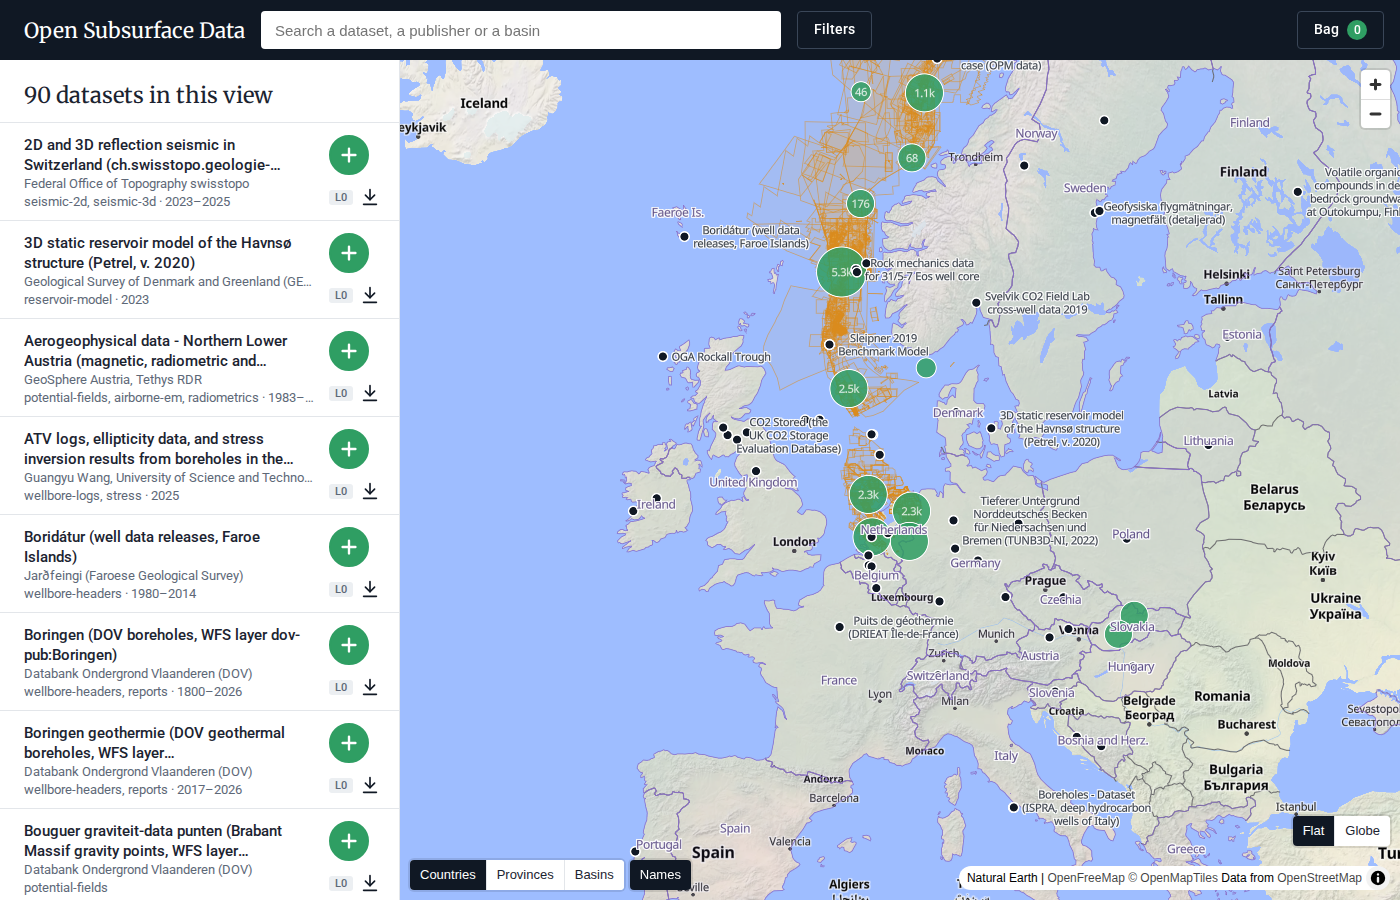 Open Subsurface Data
Search a dataset, a publisher or a basin
Filters
Bag 0
90 datasets in this view
2D and 3D reflection seismic in
Switzerland (ch.swisstopo.geologie-…
Federal Office of Topography swisstopo
seismic-2d, seismic-3d · 2023–2025
L0
3D static reservoir model of the Havnsø
structure (Petrel, v. 2020)
Geological Survey of Denmark and Greenland (GE…
reservoir-model · 2023
L0
Aerogeophysical data - Northern Lower
Austria (magnetic, radiometric and…
GeoSphere Austria, Tethys RDR
potential-fields, airborne-em, radiometrics · 1983–…
L0
ATV logs, ellipticity data, and stress
inversion results from boreholes in the…
Guangyu Wang, University of Science and Techno…
wellbore-logs, stress · 2025
L0
Boridátur (well data releases, Faroe
Islands)
Jarðfeingi (Faroese Geological Survey)
wellbore-headers · 1980–2014
L0
Boringen (DOV boreholes, WFS layer dov-
pub:Boringen)
Databank Ondergrond Vlaanderen (DOV)
wellbore-headers, reports · 1800–2026
L0
Boringen geothermie (DOV geothermal
boreholes, WFS layer…
Databank Ondergrond Vlaanderen (DOV)
wellbore-headers, reports · 2017–2026
L0
Bouguer graviteit-data punten (Brabant
Massif gravity points, WFS layer…
Databank Ondergrond Vlaanderen (DOV)
potential-fields
L0
case (OPM data)
46
1.1k
Iceland
eykjavik
Norway
Finland
68
Trondheim
Finland
Sweden
Volatile organic
compounds in de
bedrock groundwa
at Outokumpu, Fin
176
Faeroe Is.
Geofysiska flygmätningar,
magnetfält (detaljerad)
Boridátur (well data
releases, Faroe Islands)
5.3k
Rock mechanics data
for 31/5-7 Eos well core
Helsinki
Saint Petersburg
Санкт-Петербург
Tallinn
Svelvik CO2 Field Lab
cross-well data 2019
Estonia
Sleipner 2019
Benchmark Model
OGA Rockall Trough
2.5k
Latvia
Denmark
3D static reservoir model
of the Havnsø structure
(Petrel, v. 2020)
CO2 Stored (the
UK CO2 Storage
Evaluation Database)
Lithuania
United Kingdom
Ireland
2.3k
2.3k
Belarus
Беларусь
Tieferer Untergrund
Norddeutsches Becken
für Niedersachsen und
Bremen (TUNB3D-NI, 2022)
Netherlands
Poland
London
Germany
Belgium
Kyiv
Київ
Prague
Luxembourg
Czechia
Ukraine
Україна
Puits de géothermie
(DRIEAT Île-de-France)
Munich
Vienna
Slovakia
Zurich
Austria
Hungary
Moldova
France
Switzerland
Lyon
Milan
Slovenia
Croatia
Belgrade
Београд
Romania
Sevastopo
Севастопол
Bucharest
Bosnia and Herz.
Monaco
Italy
Andorra
Bulgaria
България
Barcelona
Boreholes - Dataset
(ISPRA, deep hydrocarbon
wells of Italy)
Istanbul
Spain
Portugal
Spain
Valencia
Greece
Flat
Globe
Tur
Countries
Provinces
Basins
Names
ville
Algiers
Natural Earth | OpenFreeMap © OpenMapTiles Data from OpenStreetMap